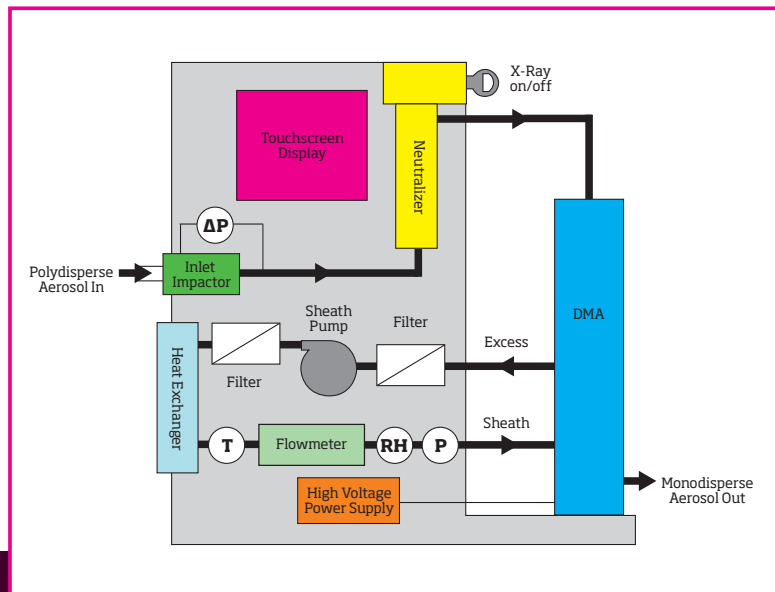 X-Ray
on/off
Touchscreen
Display
Neutralizer
ΔP
Polydisperse
Aerosol In
Inlet
Impactor
Sheath
Pump
Filter
DMA
Excess
Heat Exchanger
Filter
Sheath
T
Flowmeter
RH
P
High Voltage
Power Supply
Monodisperse
Aerosol Out